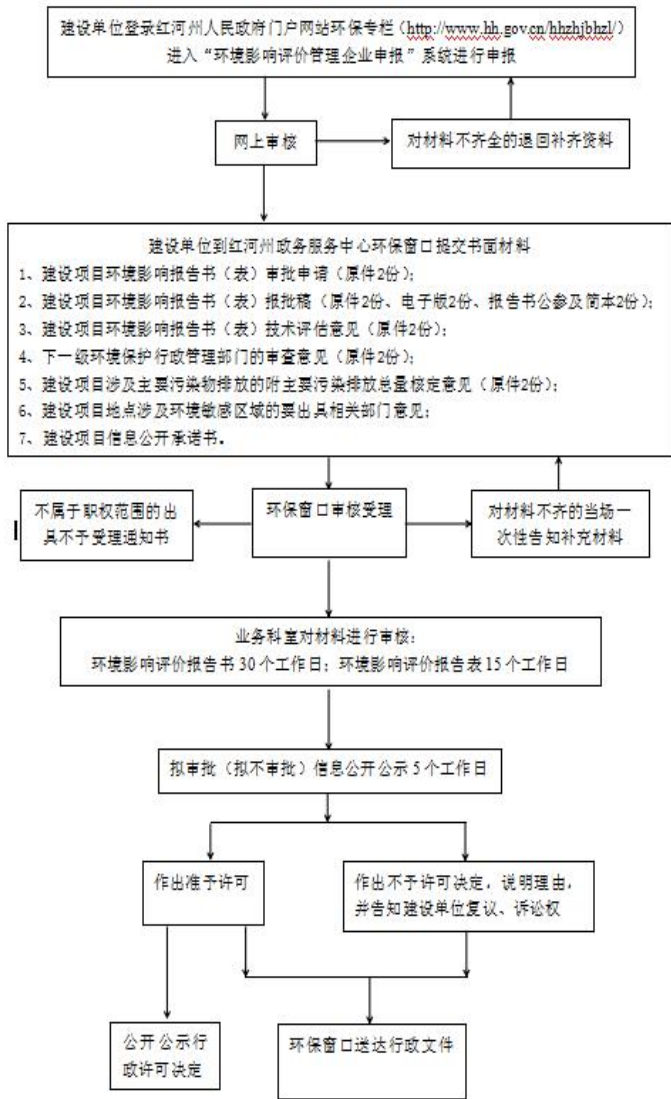 建设单位登录红河州人民政府门户网站环保专栏（http://www.hh.gov.cn/hhzhjbhzl/）
进入“环境影响评价管理企业申报”系统进行申报
网上审核
对材料不齐全的退回补齐资料
建设单位到红河州政务服务中心环保窗口提交书面材料
1、建设项目环境影响报告书（表）审批申请（原件2份）；
2、建设项目环境影响报告书（表）报批稿（原件2份、电子版2份、报告书公参及简本2份）；
3、建设项目环境影响报告书（表）技术评估意见（原件2份）；
4、下一级环境保护行政管理部门的审查意见（原件2份）；
5、建设项目涉及主要污染物排放的附主要污染排放总量核定意见（原件2份）；
6、建设项目地点涉及环境敏感区域的要出具相关部门意见；
7、建设项目信息公开承诺书。
不属于职权范围的出
具不予受理通知书
环保窗口审核受理
对材料不齐的当场一
次性告知补充材料
业务科室对材料进行审核：
环境影响评价报告书 30 个工作日；环境影响评价报告表 15 个工作日
拟审批（拟不审批）信息公开公示 5 个工作日
作出准予许可
作出不予许可决定，说明理由，
并告知建设单位复议、诉讼权
公开公示行
政许可决定
环保窗口送达行政文件